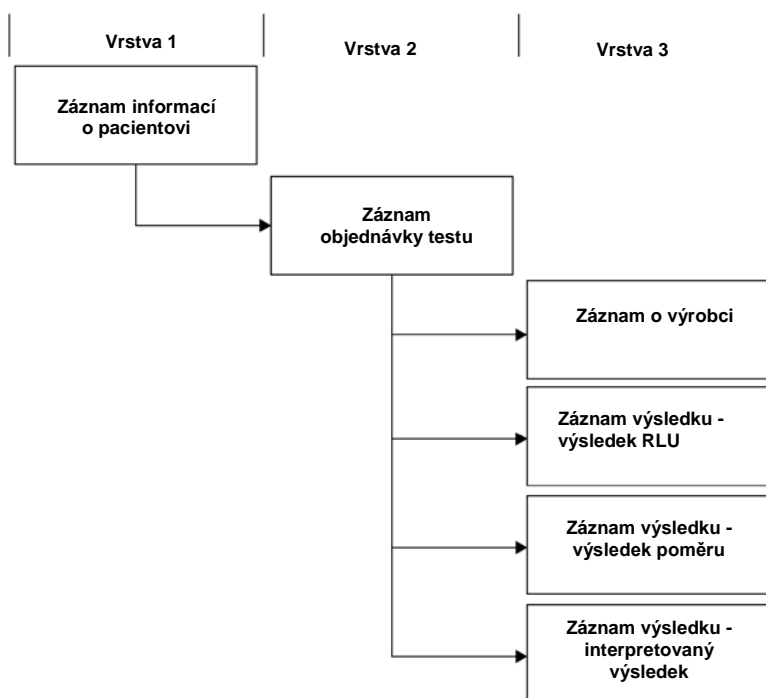 Vrstva 1
Vrstva 2
Vrstva 3
Záznam informací
o pacientovi
Záznam
objednávky testu
Záznam o výrobci
Záznam výsledku -
výsledek RLU
Záznam výsledku -
výsledek poměru
Záznam výsledku -
interpretovaný
výsledek